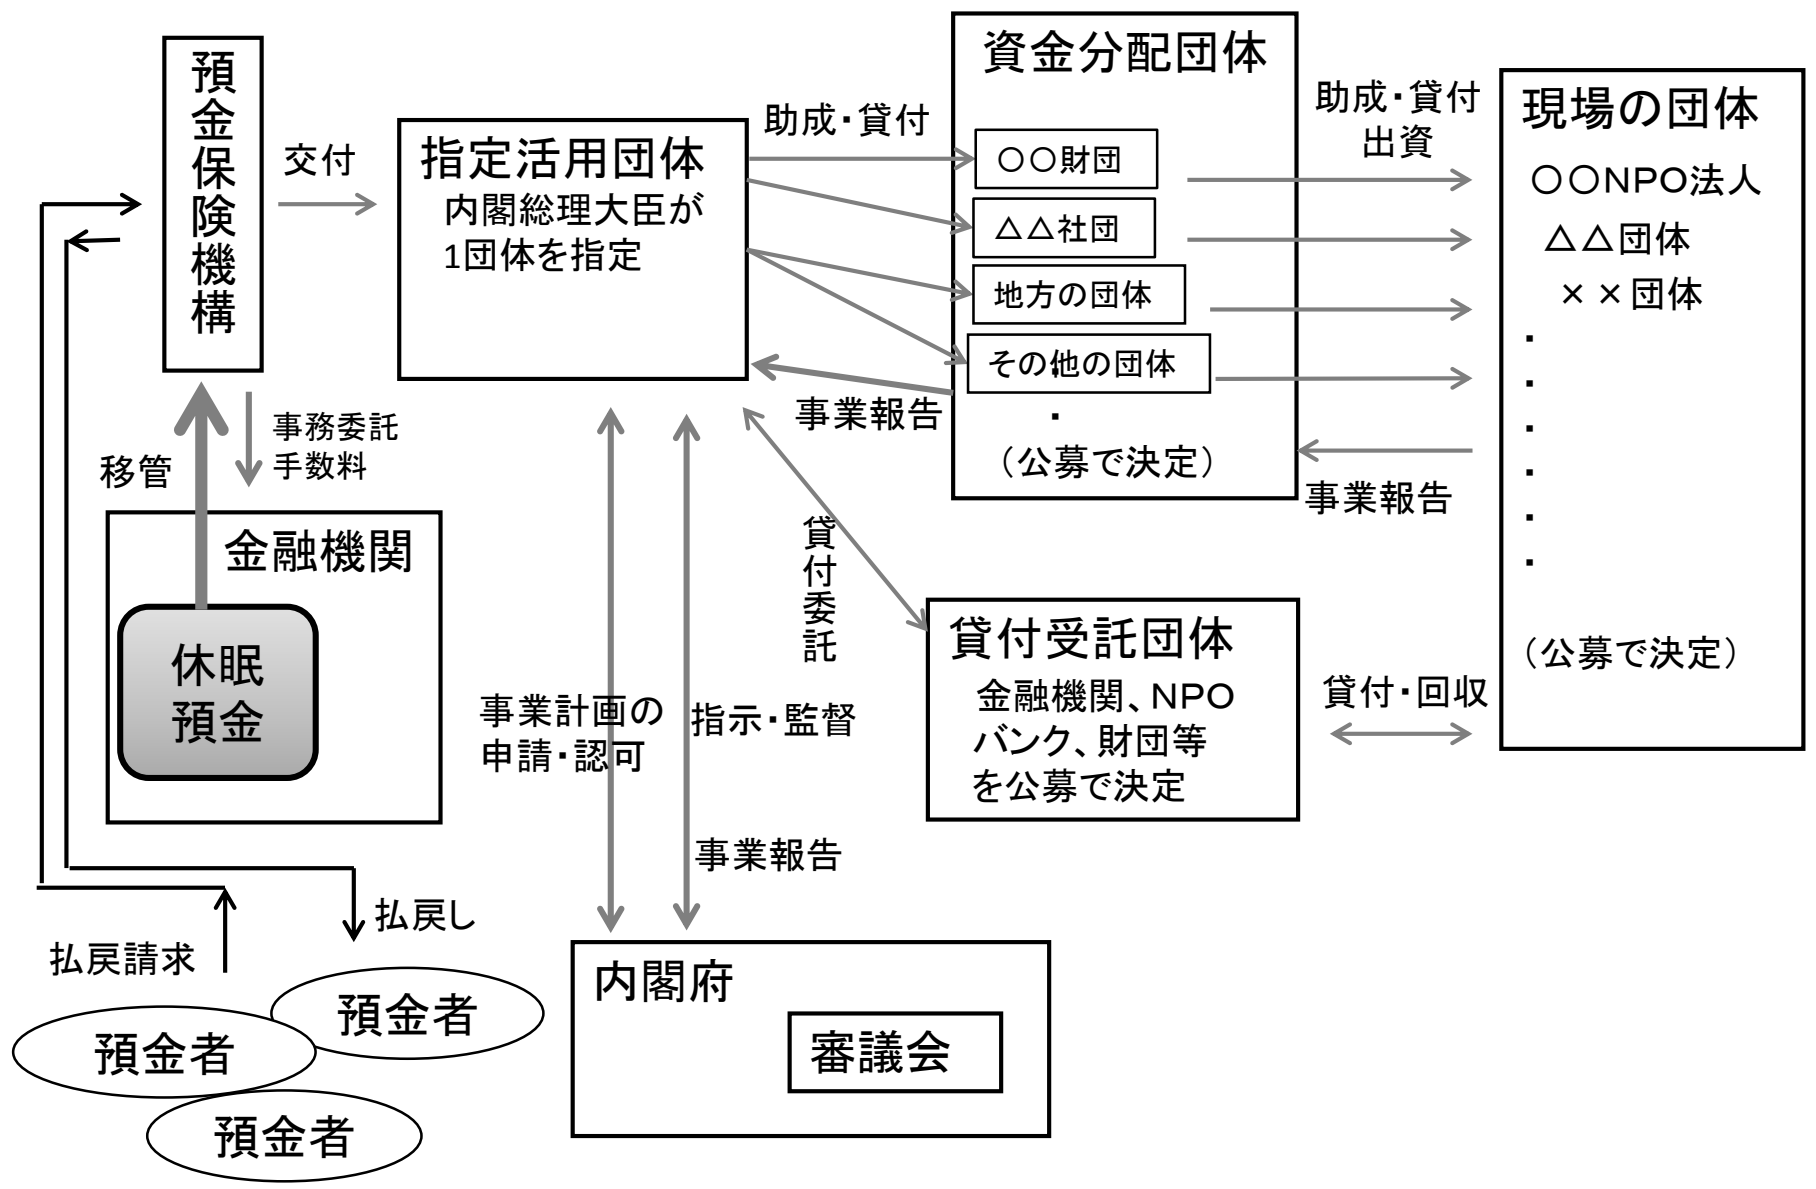 預金保険機構
交付
指定活用団体
内閣総理大臣が
1団体を指定
助成・貸付
資金分配団体
〇〇財団
△△社団
地方の団体
その他の団体
・
・
（公募で決定）
助成・貸付
出資
現場の団体
〇〇NPO法人
△△団体
××団体
・
・
・
・
・
・
（公募で決定）
事業報告
事業報告
移管
事務委託
手数料
金融機関
休眠
預金
貸付委託
貸付受託団体
金融機関、NPO
バンク、財団等
を公募で決定
貸付・回収
事業計画の
申請・認可
指示・監督
事業報告
払戻請求
払戻し
預金者
預金者
預金者
内閣府
審議会